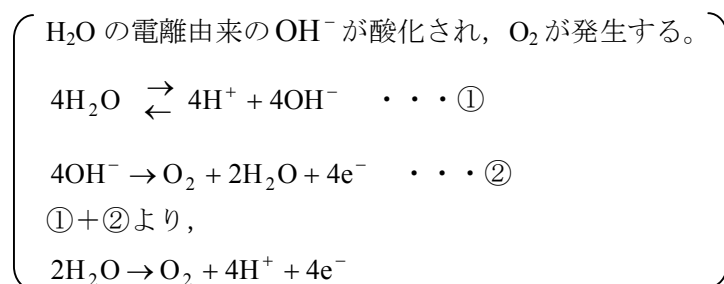 H₂O の電離由来の OH⁻ が酸化され，O₂ が発生する。
4H₂O ⇄ 4H⁺ + 4OH⁻ ・・・①
4OH⁻ → O₂ + 2H₂O + 4e⁻ ・・・②
①＋②より，
2H₂O → O₂ + 4H⁺ + 4e⁻